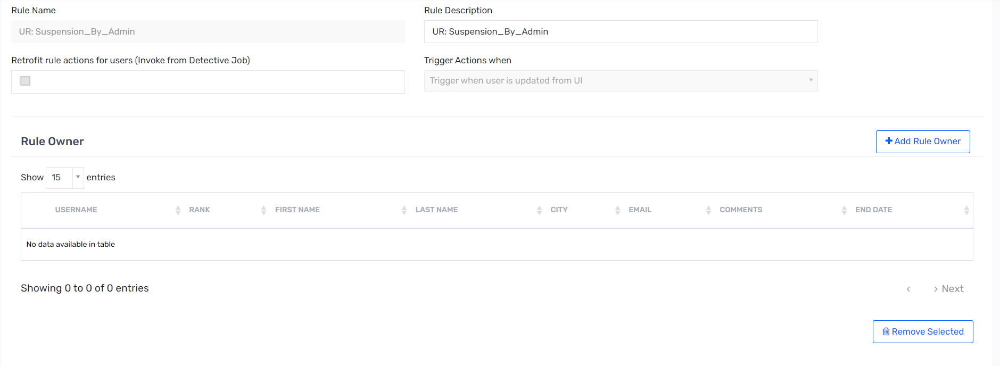 Rule Name
Rule Description
UR: Suspension_By_Admin
UR: Suspension_By_Admin
Retrofit rule actions for users (Invoke from Detective Job)
Trigger Actions when
Trigger when user is updated from UI
Rule Owner
Add Rule Owner
Show 15 entries
USERNAME RANK FIRST NAME LAST NAME CITY EMAIL COMMENTS END DATE
No data available in table
Showing 0 to 0 of 0 entries
< > Next
Remove Selected